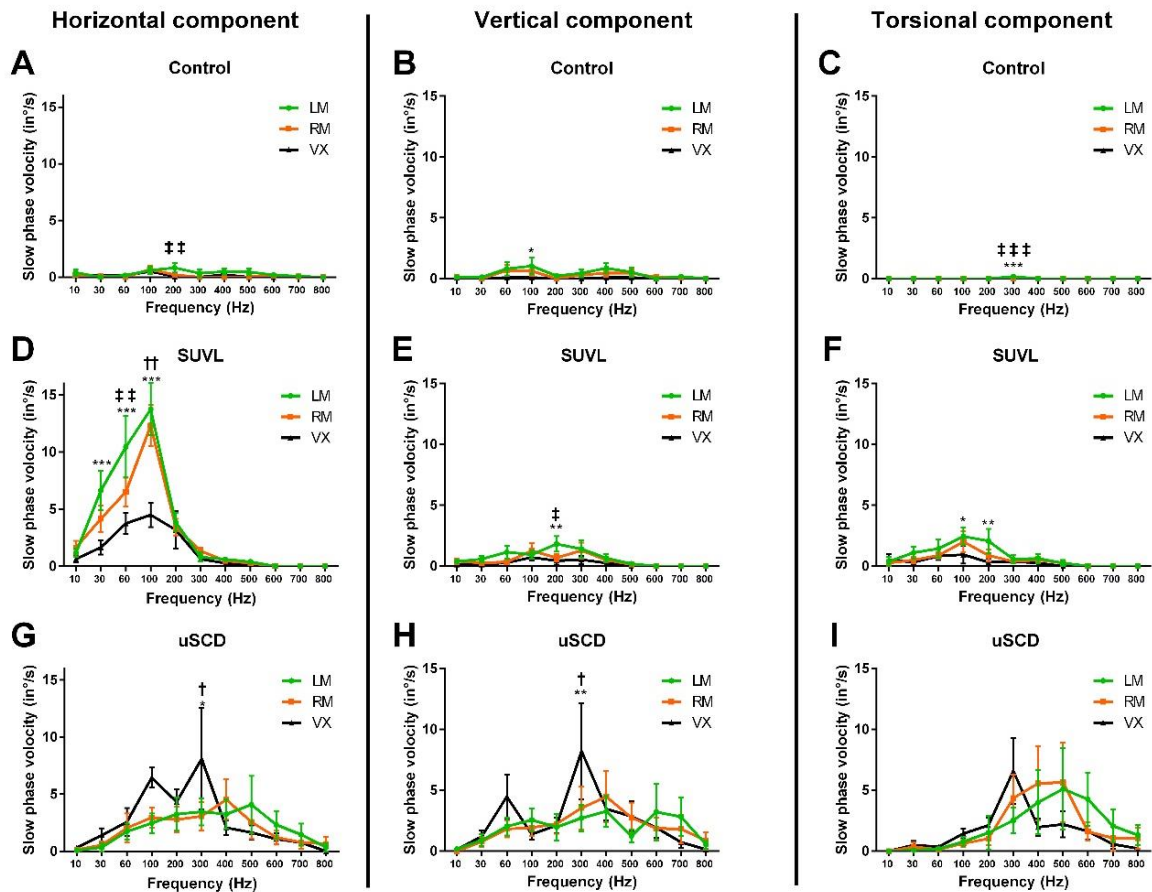 Horizontal component
Vertical component
Torsional component
A
Control
Slow phase volocity (in°/s)
15
10
5
0
LM
RM
VX
‡‡
10 30 60 100 200 300 400 500 600 700 800
Frequency (Hz)
B
Control
Slow phase volocity (in°/s)
15
10
5
0
LM
RM
VX
*
10 30 60 100 200 300 400 500 600 700 800
Frequency (Hz)
C
Control
Slow phase volocity (in°/s)
15
10
5
0
LM
RM
VX
‡‡‡
***
10 30 60 100 200 300 400 500 600 700 800
Frequency (Hz)
D
SUVL
Slow phase volocity (in°/s)
15
10
5
0
LM
RM
VX
††
***
‡‡
***
***
10 30 60 100 200 300 400 500 600 700 800
Frequency (Hz)
E
SUVL
Slow phase volocity (in°/s)
15
10
5
0
LM
RM
VX
‡
**
10 30 60 100 200 300 400 500 600 700 800
Frequency (Hz)
F
SUVL
Slow phase volocity (in°/s)
15
10
5
0
LM
RM
VX
* **
10 30 60 100 200 300 400 500 600 700 800
Frequency (Hz)
G
uSCD
Slow phase volocity (in°/s)
15
10
5
0
LM
RM
VX
†
*
10 30 60 100 200 300 400 500 600 700 800
Frequency (Hz)
H
uSCD
Slow phase volocity (in°/s)
15
10
5
0
LM
RM
VX
†
**
10 30 60 100 200 300 400 500 600 700 800
Frequency (Hz)
I
uSCD
Slow phase volocity (in°/s)
15
10
5
0
LM
RM
VX
10 30 60 100 200 300 400 500 600 700 800
Frequency (Hz)